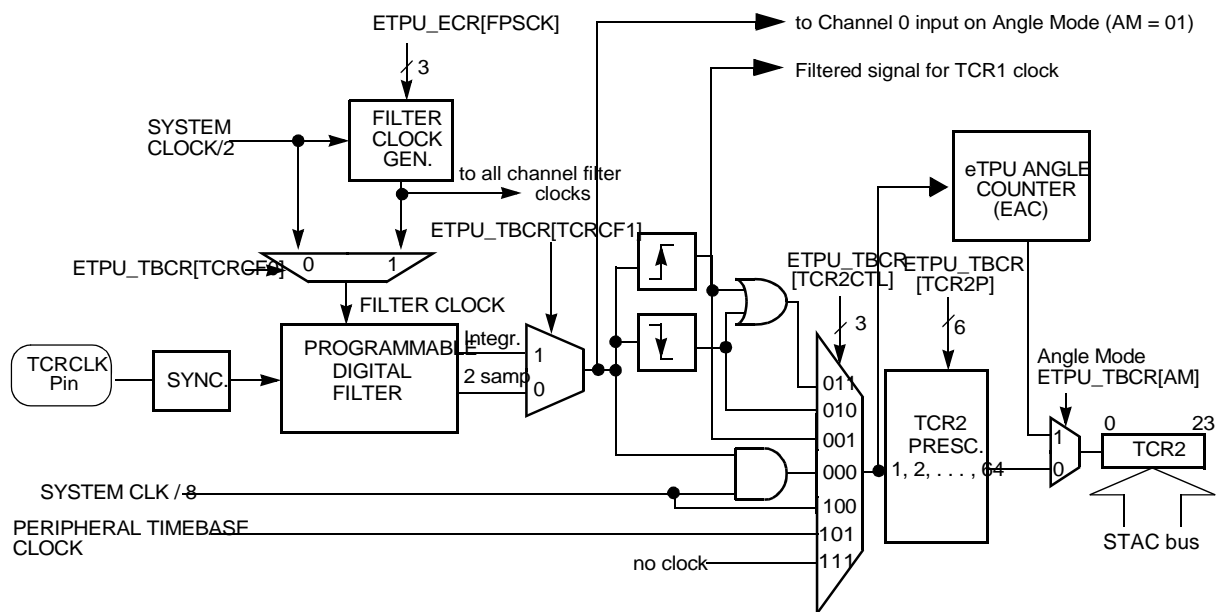 ETPU_ECR[FPSCK]
to Channel 0 input on Angle Mode (AM = 01)
3
Filtered signal for TCR1 clock
SYSTEM
CLOCK/2
FILTER
CLOCK
GEN.
to all channel filter
clocks
eTPU ANGLE
COUNTER
(EAC)
ETPU_TBCR[TCRCF1]
ETPU_TBCR[TCRCF0]
0
1
ETPU_TBCR
[TCR2CTL]
ETPU_TBCR
[TCR2P]
FILTER CLOCK
3
6
TCRCLK
Pin
SYNC.
PROGRAMMABLE
DIGITAL
FILTER
Integr.
2 samp
1
0
Angle Mode
ETPU_TBCR[AM]
011
010
001
000
100
101
111
TCR2
PRESC.
1, 2, . . . , 64
1
0
0
23
TCR2
SYSTEM CLK / 8
PERIPHERAL TIMEBASE
CLOCK
no clock
STAC bus